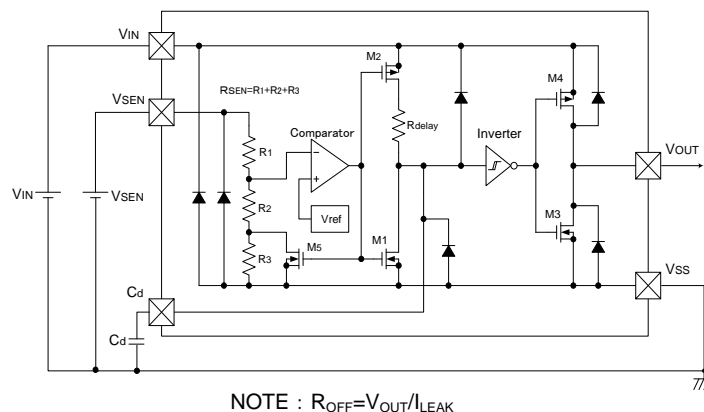 VIN
M2
M4
VSEN
RSEN=R1+R2+R3
Comparator
Rdelay
Inverter
R1
VOUT
VIN
VSEN
R2
Vref
M3
M5
M1
R3
VSS
Cd
Cd
NOTE : ROFF=VOUT/ILEAK